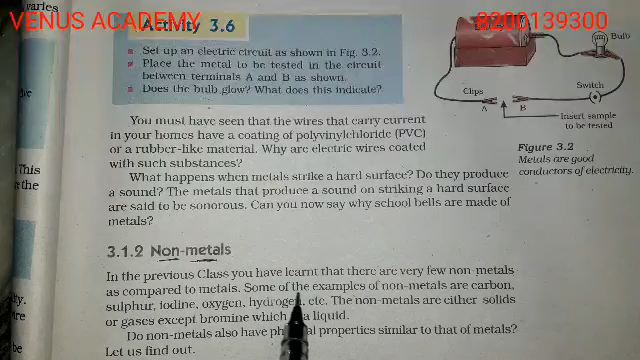 VENUS ACADEMY
8200139300
varies
Activity 3.6
Set up an electric circuit as shown in Fig. 3.2.
Place the metal to be tested in the circuit
between terminals A and B as shown.
Does the bulb glow? What does this indicate?
Bulb
Clips
Switch
A
B
Insert sample
to be tested
Figure 3.2
Metals are good
conductors of electricity.
You must have seen that the wires that carry current
in your homes have a coating of polyvinylchloride (PVC)
or a rubber-like material. Why are electric wires coated
with such substances?
What happens when metals strike a hard surface? Do they produce
a sound? The metals that produce a sound on striking a hard surface
are said to be sonorous. Can you now say why school bells are made of
metals?
3.1.2 Non-metals
In the previous Class you have learnt that there are very few non-metals
as compared to metals. Some of the examples of non-metals are carbon,
sulphur, iodine, oxygen, hydrogen, etc. The non-metals are either solids
or gases except bromine which a liquid.
Do non-metals also have properties similar to that of metals?
Let us find out.
This
the
be